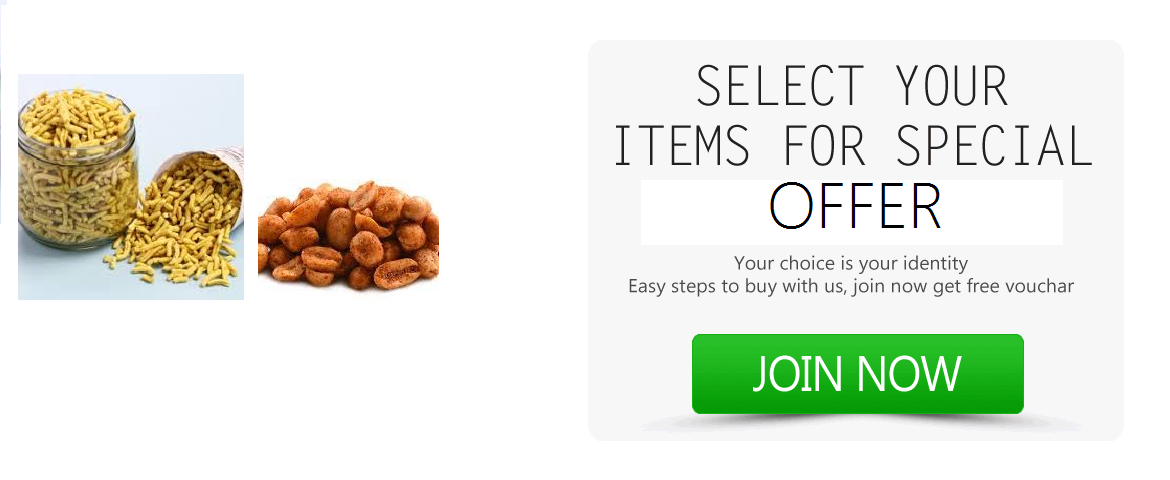 SELECT YOUR
ITEMS FOR SPECIAL
OFFER
Your choice is your identity
Easy steps to buy with us, join now get free vouchar
JOIN NOW